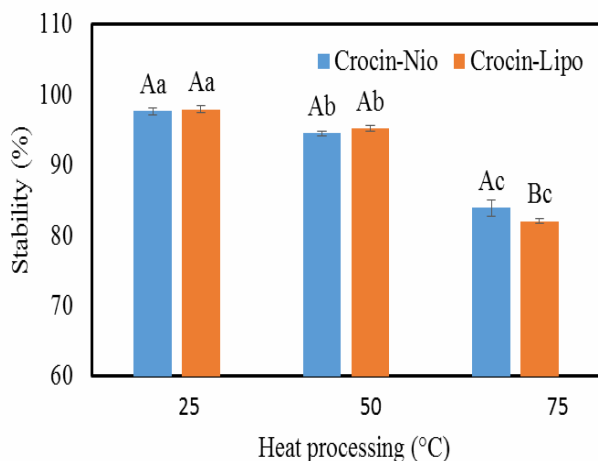 110
100
90
80
70
60
Stability (%)
Crocin-Nio Crocin-Lipo
Aa Aa
Ab Ab
Ac Bc
25 50 75
Heat processing (°C)